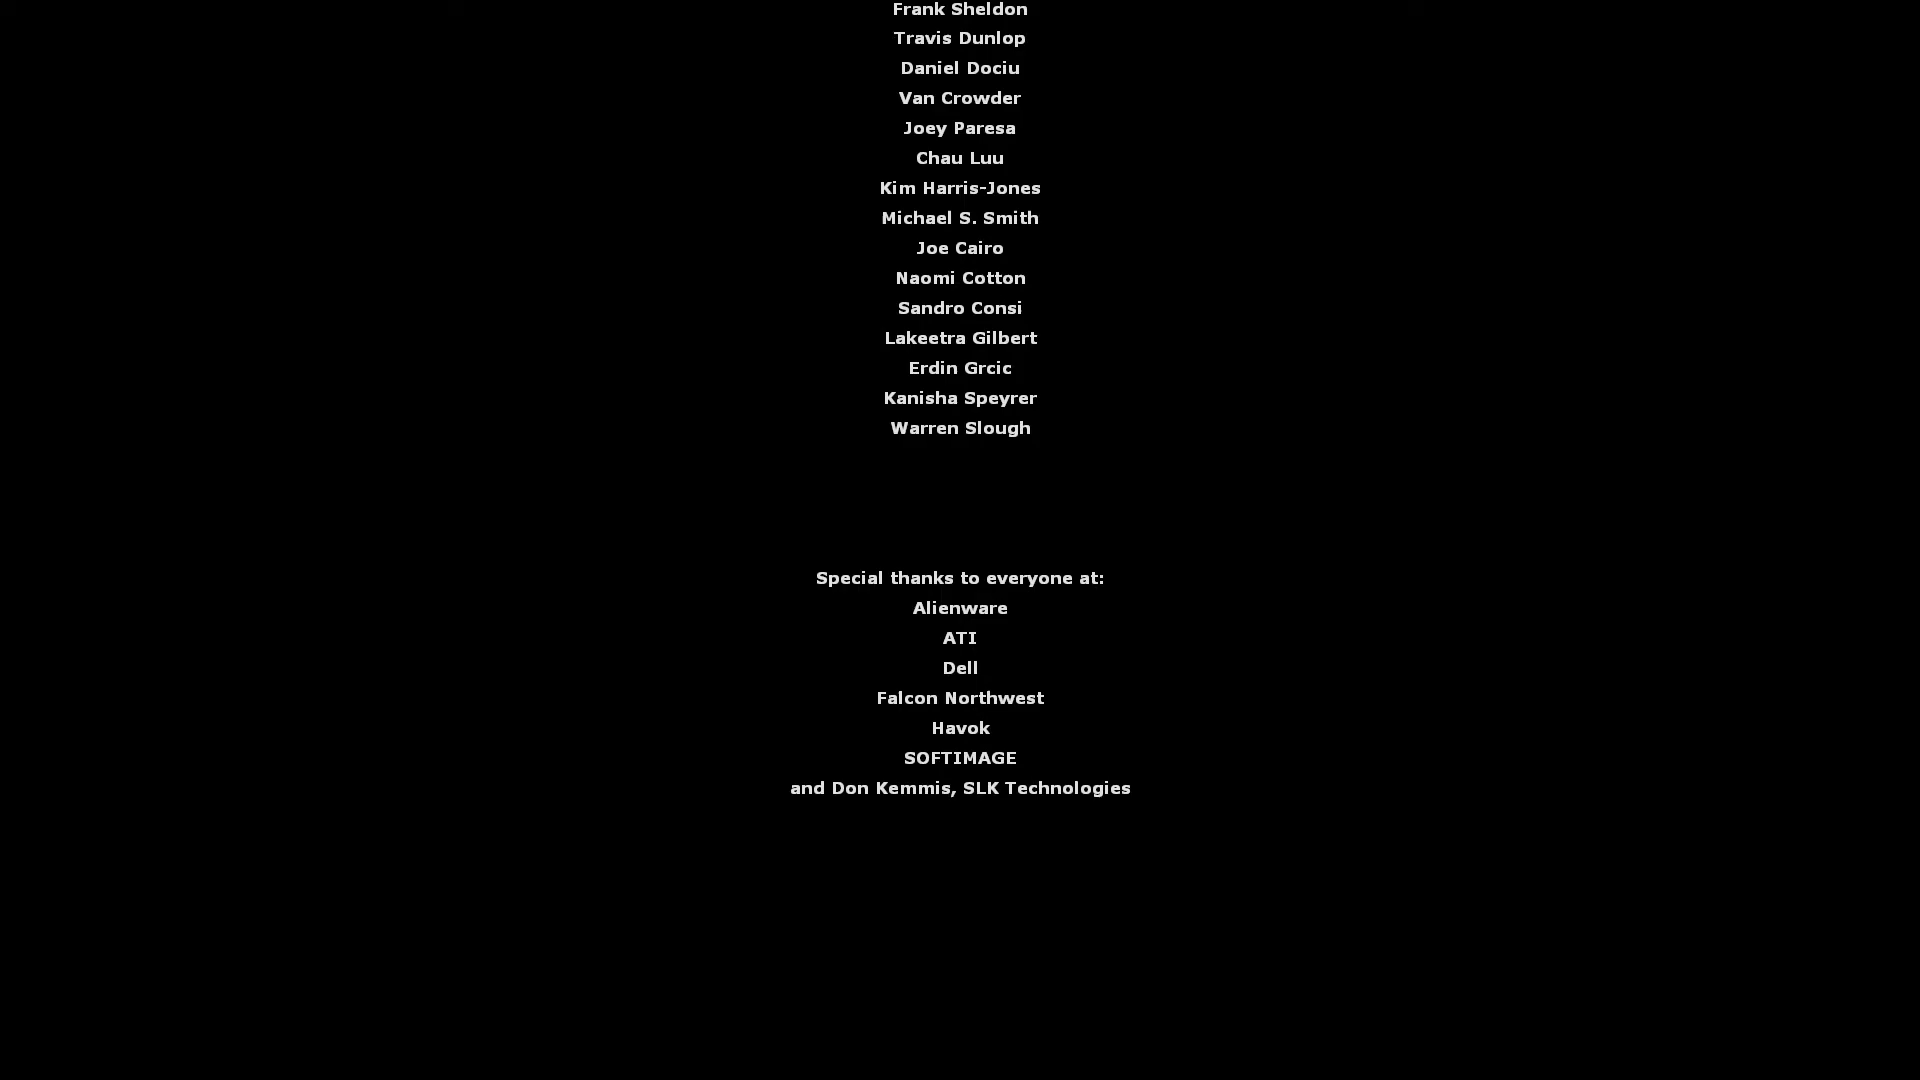 Frank Sheldon
Travis Dunlop
Daniel Dociu
Van Crowder
Joey Paresa
Chau Luu
Kim Harris-Jones
Michael S. Smith
Joe Cairo
Naomi Cotton
Sandro Consi
Lakeetra Gilbert
Erdin Grcic
Kanisha Speyrer
Warren Slough
Special thanks to everyone at:
Alienware
ATI
Dell
Falcon Northwest
Havok
SOFTIMAGE
and Don Kemmis, SLK Technologies